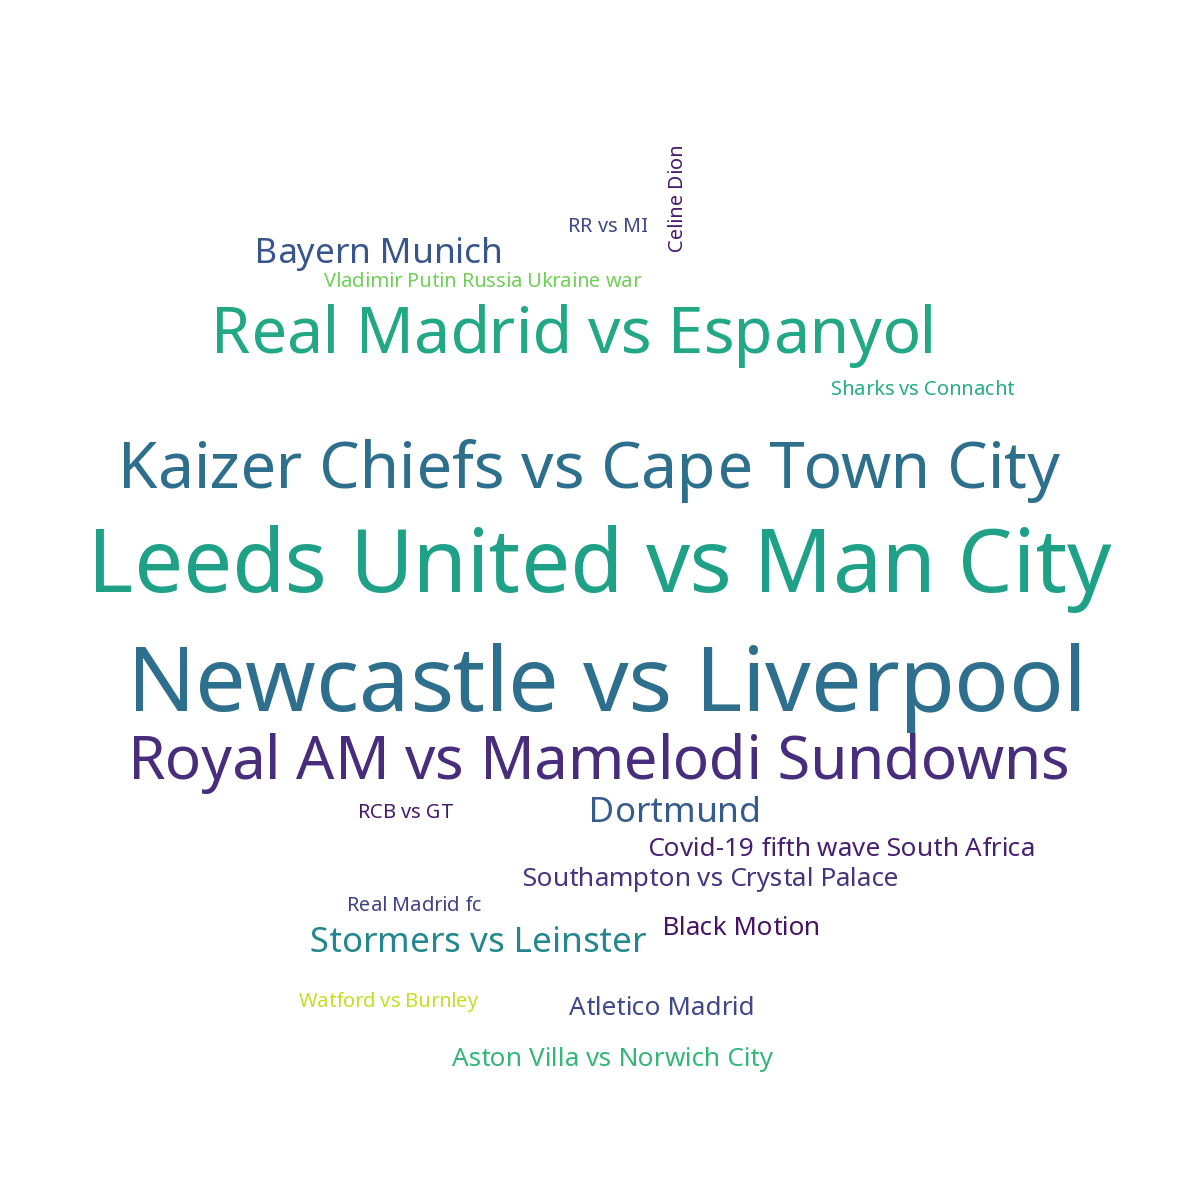 Celine Dion
RR vs MI
Bayern Munich
Vladimir Putin Russia Ukraine war
Real Madrid vs Espanyol
Sharks vs Connacht
Kaizer Chiefs vs Cape Town City
Leeds United vs Man City
Newcastle vs Liverpool
Royal AM vs Mamelodi Sundowns
RCB vs GT
Dortmund
Covid-19 fifth wave South Africa
Southampton vs Crystal Palace
Real Madrid fc
Black Motion
Stormers vs Leinster
Watford vs Burnley
Atletico Madrid
Aston Villa vs Norwich City